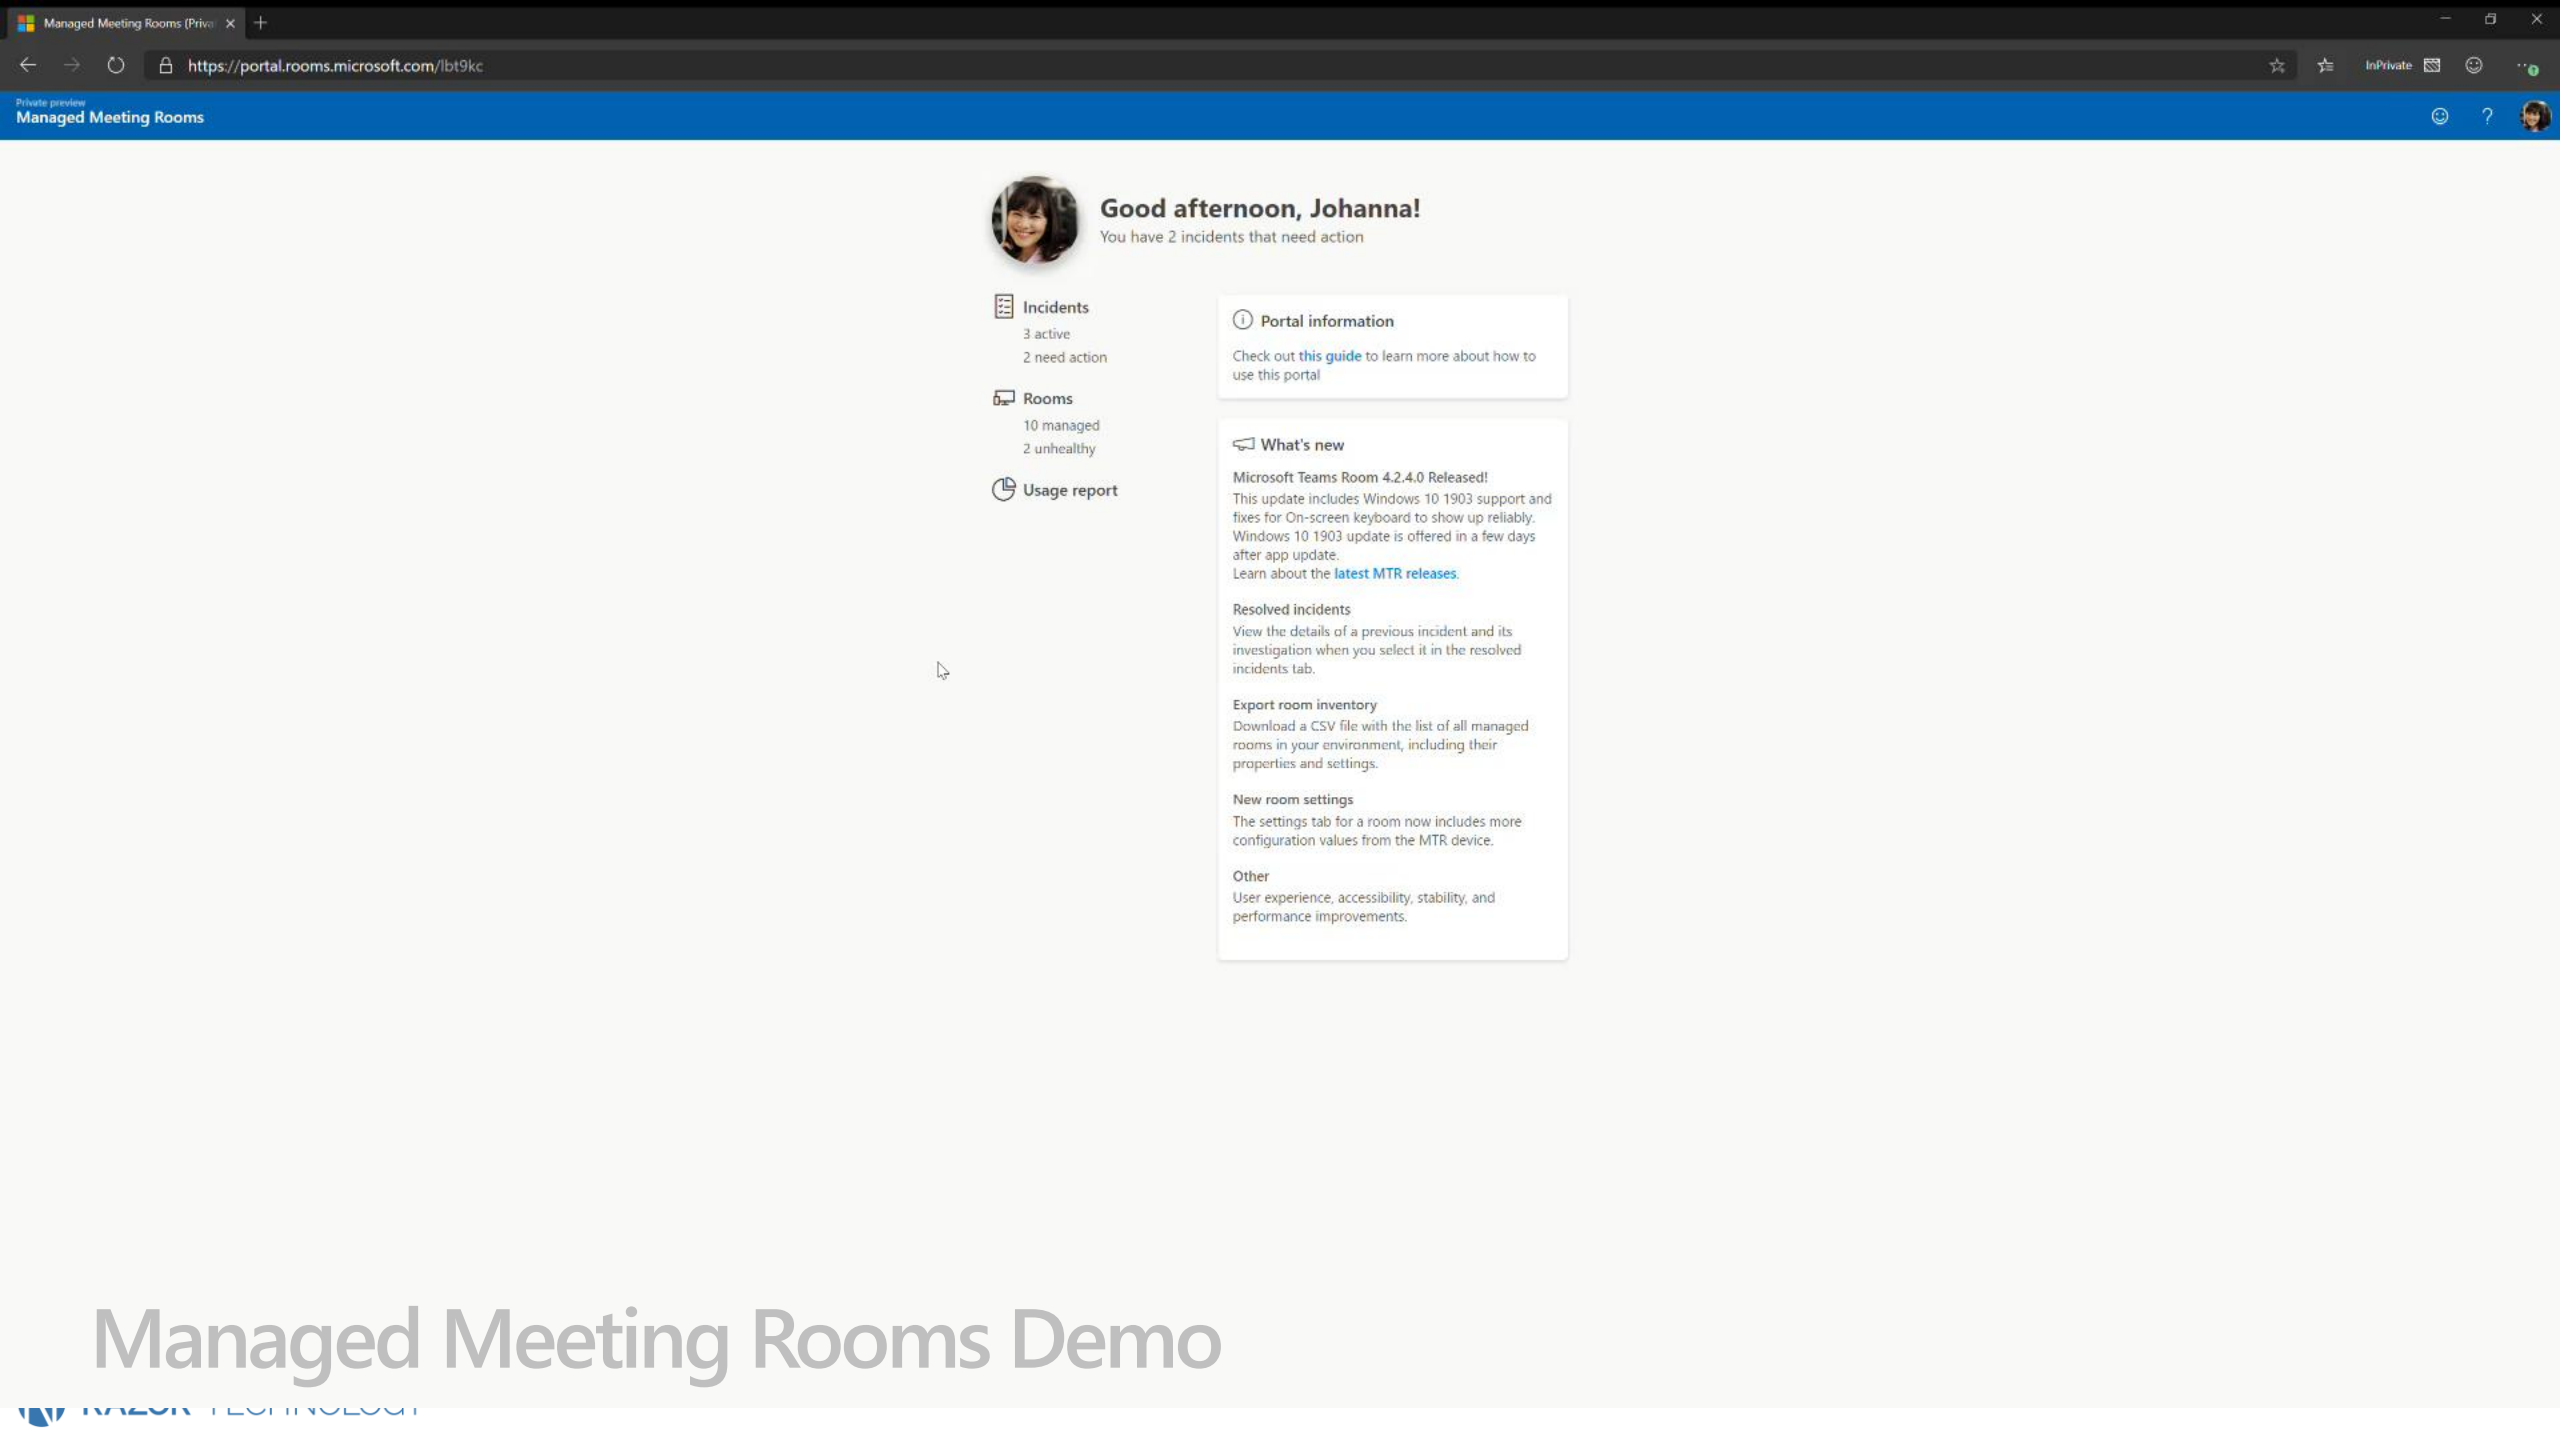 Managed Meeting Rooms (Priva
https://portal.rooms.microsoft.com/lbt9kc
InPrivate
Private preview
Managed Meeting Rooms
?
Good afternoon, Johanna!
You have 2 incidents that need action
Incidents
3 active
2 need action
Rooms
10 managed
2 unhealthy
Usage report
Portal information
Check out this guide to learn more about how to
use this portal
What's new
Microsoft Teams Room 4.2.4.0 Released!
This update includes Windows 10 1903 support and
fixes for On-screen keyboard to show up reliably.
Windows 10 1903 update is offered in a few days
after app update.
Learn about the latest MTR releases.
Resolved incidents
View the details of a previous incident and its
investigation when you select it in the resolved
incidents tab.
Export room inventory
Download a CSV file with the list of all managed
rooms in your environment, including their
properties and settings.
New room settings
The settings tab for a room now includes more
configuration values from the MTR device.
Other
User experience, accessibility, stability, and
performance improvements.
Managed Meeting Rooms Demo
RAZOR TECHNOLOGY